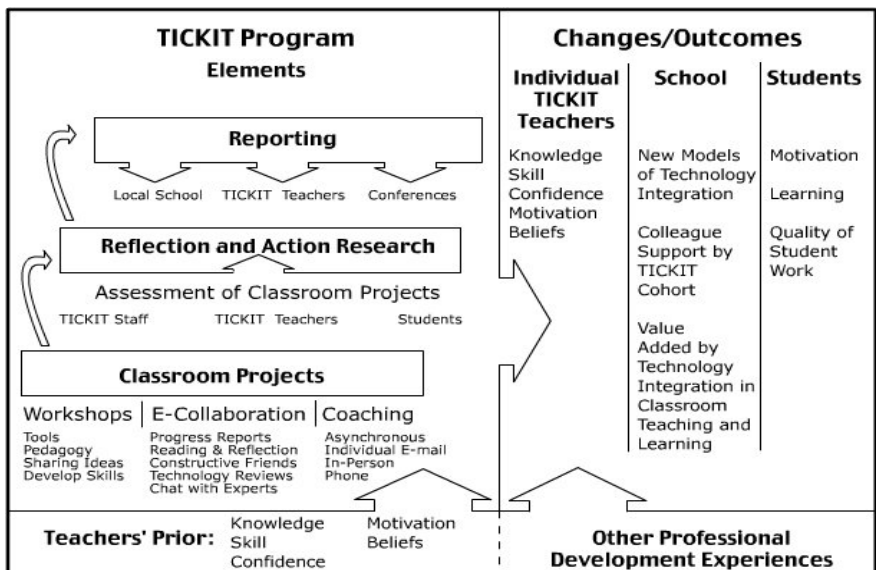 TICKIT Program
Elements
Reporting
Local School TICKIT Teachers Conferences
Reflection and Action Research
Assessment of Classroom Projects
TICKIT Staff TICKIT Teachers Students
Classroom Projects
Workshops E-Collaboration Coaching
Tools
Pedagogy
Sharing Ideas
Develop Skills
Progress Reports
Reading & Reflection
Constructive Friends
Technology Reviews
Chat with Experts
Asynchronous
Individual E-mail
In-Person
Phone
Teachers' Prior:
Knowledge
Skill
Confidence
Motivation
Beliefs
Changes/Outcomes
Individual
TICKIT
Teachers
Knowledge
Skill
Confidence
Motivation
Beliefs
School
New Models
of Technology
Integration
Colleague
Support by
TICKIT
Cohort
Value
Added by
Technology
Integration in
Classroom
Teaching and
Learning
Students
Motivation
Learning
Quality of
Student
Work
Other Professional
Development Experiences